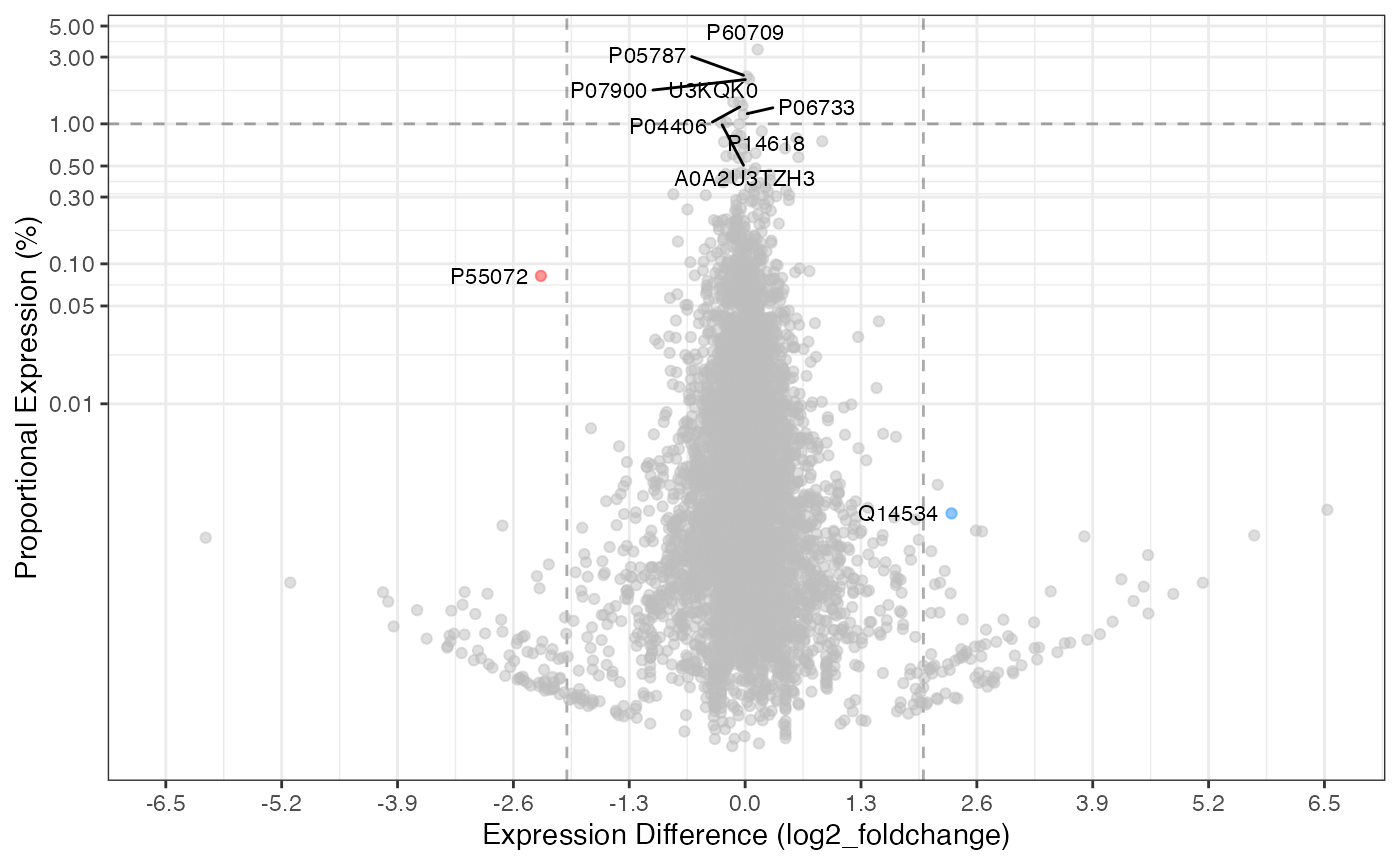 5.00
P60709
3.00
P05787
P07900
U3KQK0
P06733
1.00
P04406
P14618
0.50
A0A2U3TZH3
0.30
0.10
P55072
0.05
0.01
Q14534
Proportional Expression (%)
-6.5 -5.2 -3.9 -2.6 -1.3 0.0 1.3 2.6 3.9 5.2 6.5
Expression Difference (log2_foldchange)